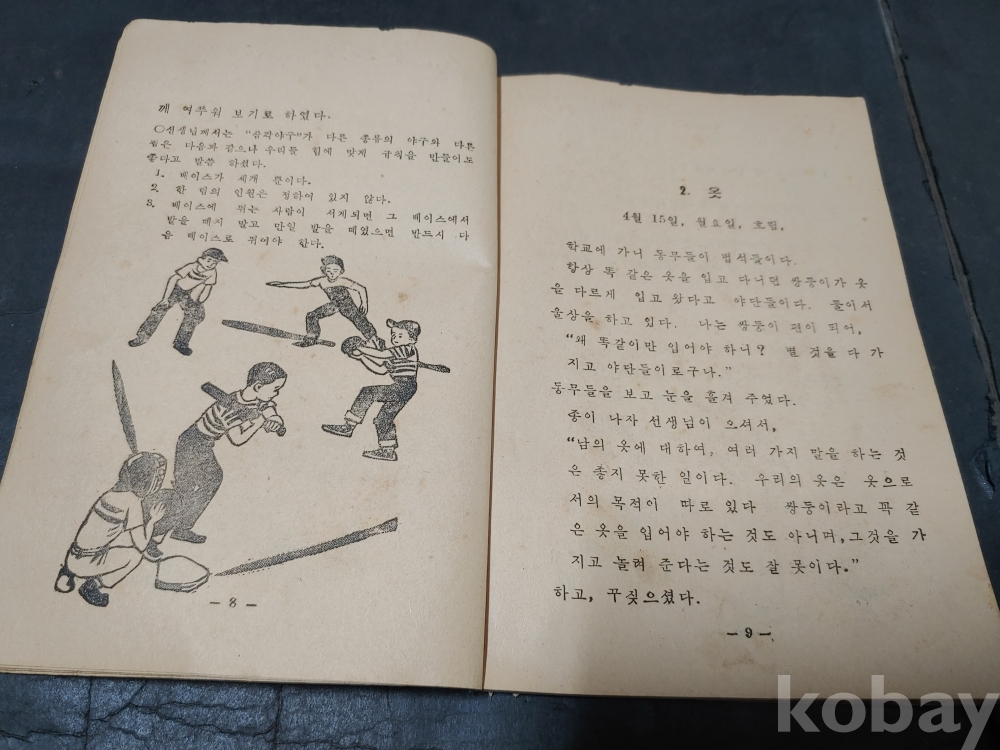 께 여쭈워 보기로 하였다.
○선생님께서는 "삼각야구"가 다른 종류의 야구와 다른
점은 다음과 같으나 우리들 힘에 맞게 규칙을 만들어도
좋다고 말씀 하셨다.
1. 베이스가 세개 뿐이다.
2. 한 팀의 인원은 정하여 있지 않다.
3. 베이스에 뛰는 사람이 서게되면 그 베이스에서
발을 떼지 말고 만일 발을 떼었으면 반드시 다
음 베이스로 뛰어야 한다.
— 8 —
2. 옷
4월 15일, 월요일, 흐림,
학교에 가니 동무들이 법석들이다.
항상 똑 같은 옷을 입고 다니던 쌍둥이가 옷
을 다르게 입고 왔다고 야단들이다. 둘이서
울상을 하고 있다. 나는 쌍둥이 편이 되어,
"왜 똑같이만 입어야 하니? 별 것을 다 가
지고 야단들이로구나."
동무들을 보고 눈을 흘겨 주었다.
종이 나자 선생님이 으셔서,
"남의 옷에 대하여, 여러 가지 말을 하는 것
은 좋지 못한 일이다. 우리의 옷은 옷으로
서의 목적이 따로 있다 쌍둥이라고 꼭 같
은 옷을 입어야 하는 것도 아니며, 그것을 가
지고 놀려 준다는 것도 잘 못이다."
하고, 꾸짖으셨다.
— 9 —
kobay